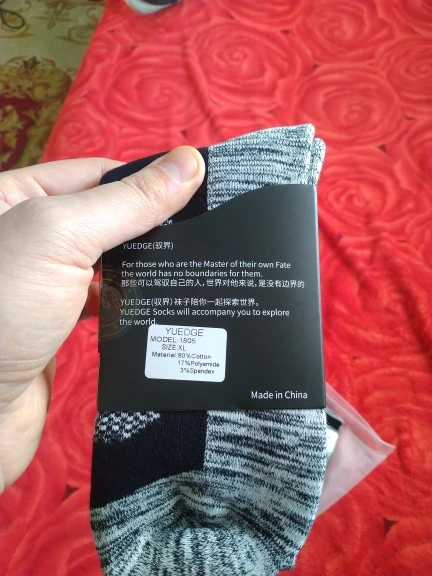 YUEDGE(驭界)
For those who are the Master of their own Fate
the world has no boundaries for them.
那些可以驾驭自己的人，世界对他来说，是没有边界的
YUEDGE(驭界) 袜子陪你一起探索世界。
YUEDGE Socks will accompany you to explore
the world
YUEDGE
MODEL:1805
SIZE:XL
Material:80%Cotton
17%Polyamide
3%Spandex
Made in China